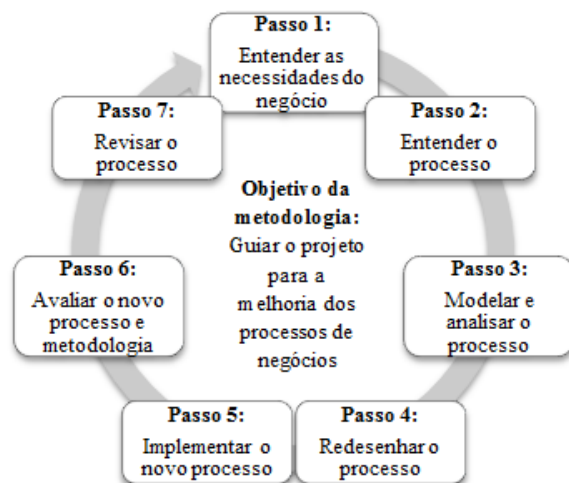 Passo 1:
Entender as
necessidades do
negócio
Passo 2:
Entender o
processo
Passo 3:
Modelar e
analisar o
processo
Passo 4:
Redesenhar o
processo
Passo 5:
Implementar o
novo processo
Passo 6:
Avaliar o novo
processo e
metodologia
Passo 7:
Revisar o
processo
Objetivo da
metodologia:
Guiar o projeto
para a
melhoria dos
processos de
negócios